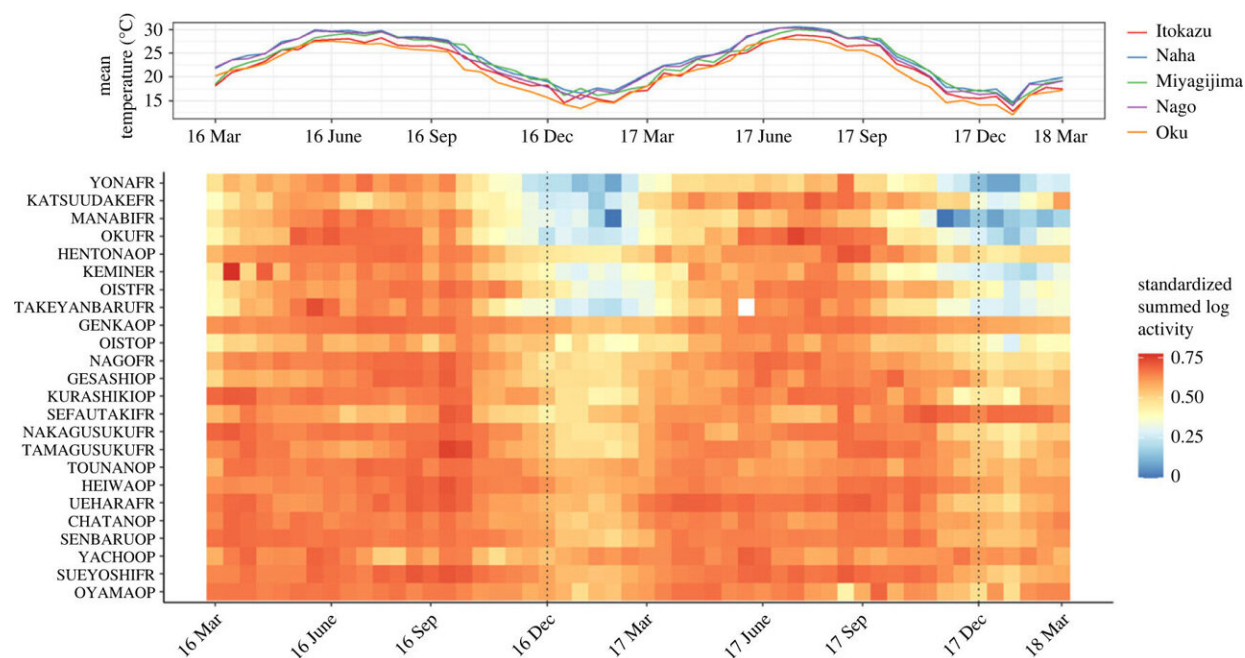 mean
temperature (°C)
30
25
20
15
16 Mar
16 June
16 Sep
16 Dec
17 Mar
17 June
17 Sep
17 Dec
18 Mar
Itokazu
Naha
Miyagijima
Nago
Oku
YONAFR
KATSUUDAKEFR
MANABIFR
OKUFR
HENTONAOP
KEMINER
OISTFR
TAKEYANBARUFR
GENKAOP
OISTOP
NAGOFR
GESASHIOP
KURASHIKIOP
SEFAUTAKIFR
NAKAGUSUKUFR
TAMAGUSUKUFR
TOUNANOP
HEIWAOP
UEHARAFR
CHATANOP
SENBARUOP
YACHOOP
SUEYOSHIFR
OYAMAOP
16 Mar
16 June
16 Sep
16 Dec
17 Mar
17 June
17 Sep
17 Dec
18 Mar
standardized
summed log
activity
0.75
0.50
0.25
0